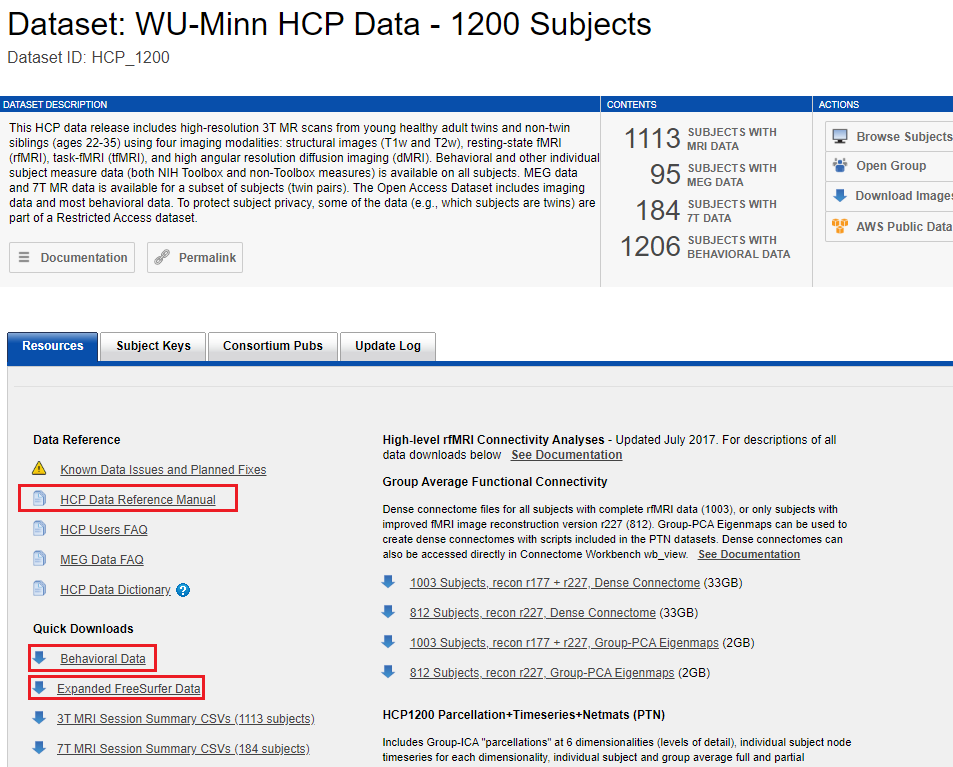 Dataset: WU-Minn HCP Data - 1200 Subjects
Dataset ID: HCP_1200
DATASET DESCRIPTION
This HCP data release includes high-resolution 3T MR scans from young healthy adult twins and non-twin
siblings (ages 22-35) using four imaging modalities: structural images (T1w and T2w), resting-state fMRI
(rfMRI), task-fMRI (tfMRI), and high angular resolution diffusion imaging (dMRI). Behavioral and other individual
subject measure data (both NIH Toolbox and non-Toolbox measures) is available on all subjects. MEG data
and 7T MR data is available for a subset of subjects (twin pairs). The Open Access Dataset includes imaging
data and most behavioral data. To protect subject privacy, some of the data (e.g., which subjects are twins) are
part of a Restricted Access dataset.
Documentation
Permalink
CONTENTS
1113 SUBJECTS WITH
MRI DATA
95 SUBJECTS WITH
MEG DATA
184 SUBJECTS WITH
7T DATA
1206 SUBJECTS WITH
BEHAVIORAL DATA
ACTIONS
Browse Subjects
Open Group
Download Images
AWS Public Data
Resources
Subject Keys
Consortium Pubs
Update Log
Data Reference
Known Data Issues and Planned Fixes
HCP Data Reference Manual
HCP Users FAQ
MEG Data FAQ
HCP Data Dictionary ?
Quick Downloads
Behavioral Data
Expanded FreeSurfer Data
3T MRI Session Summary CSVs (1113 subjects)
7T MRI Session Summary CSVs (184 subjects)
High-level rfMRI Connectivity Analyses - Updated July 2017. For descriptions of all
data downloads below See Documentation
Group Average Functional Connectivity
Dense connectome files for all subjects with complete rfMRI data (1003), or only subjects with
improved fMRI image reconstruction version r227 (812). Group-PCA Eigenmaps can be used to
create dense connectomes with scripts included in the PTN datasets. Dense connectomes can
also be accessed directly in Connectome Workbench wb_view. See Documentation
1003 Subjects, recon r177 + r227, Dense Connectome (33GB)
812 Subjects, recon r227, Dense Connectome (33GB)
1003 Subjects, recon r177 + r227, Group-PCA Eigenmaps (2GB)
812 Subjects, recon r227, Group-PCA Eigenmaps (2GB)
HCP1200 Parcellation+Timeseries+Netmats (PTN)
Includes Group-ICA "parcellations" at 6 dimensionalities (levels of detail), individual subject node
timeseries for each dimensionality, individual subject and group average full and partial